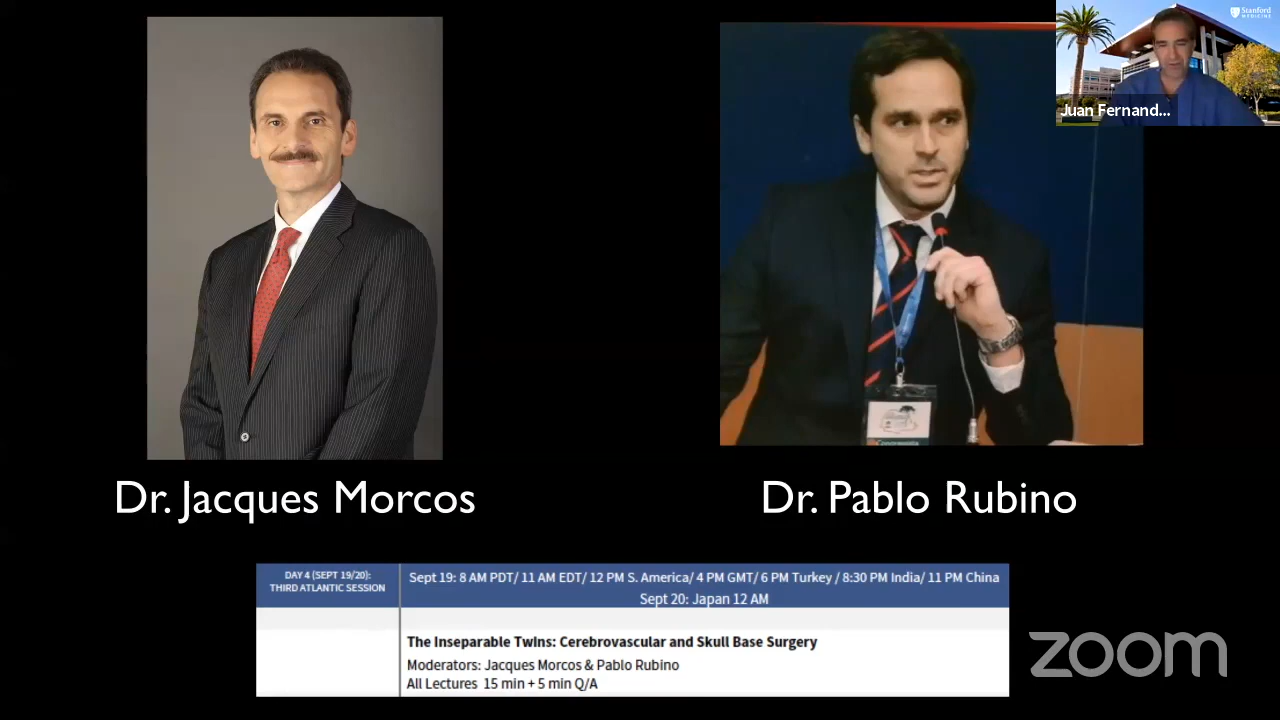 Stanford
MEDICINE
Juan Fernand...
Dr. Jacques Morcos
Dr. Pablo Rubino
DAY 4 (SEPT 19/20):
THIRD ATLANTIC SESSION
Sept 19: 8 AM PDT/ 11 AM EDT/ 12 PM S. America/ 4 PM GMT/ 6 PM Turkey / 8:30 PM India/ 11 PM China
Sept 20: Japan 12 AM
The Inseparable Twins: Cerebrovascular and Skull Base Surgery
Moderators: Jacques Morcos & Pablo Rubino
All Lectures 15 min + 5 min Q/A
zoom